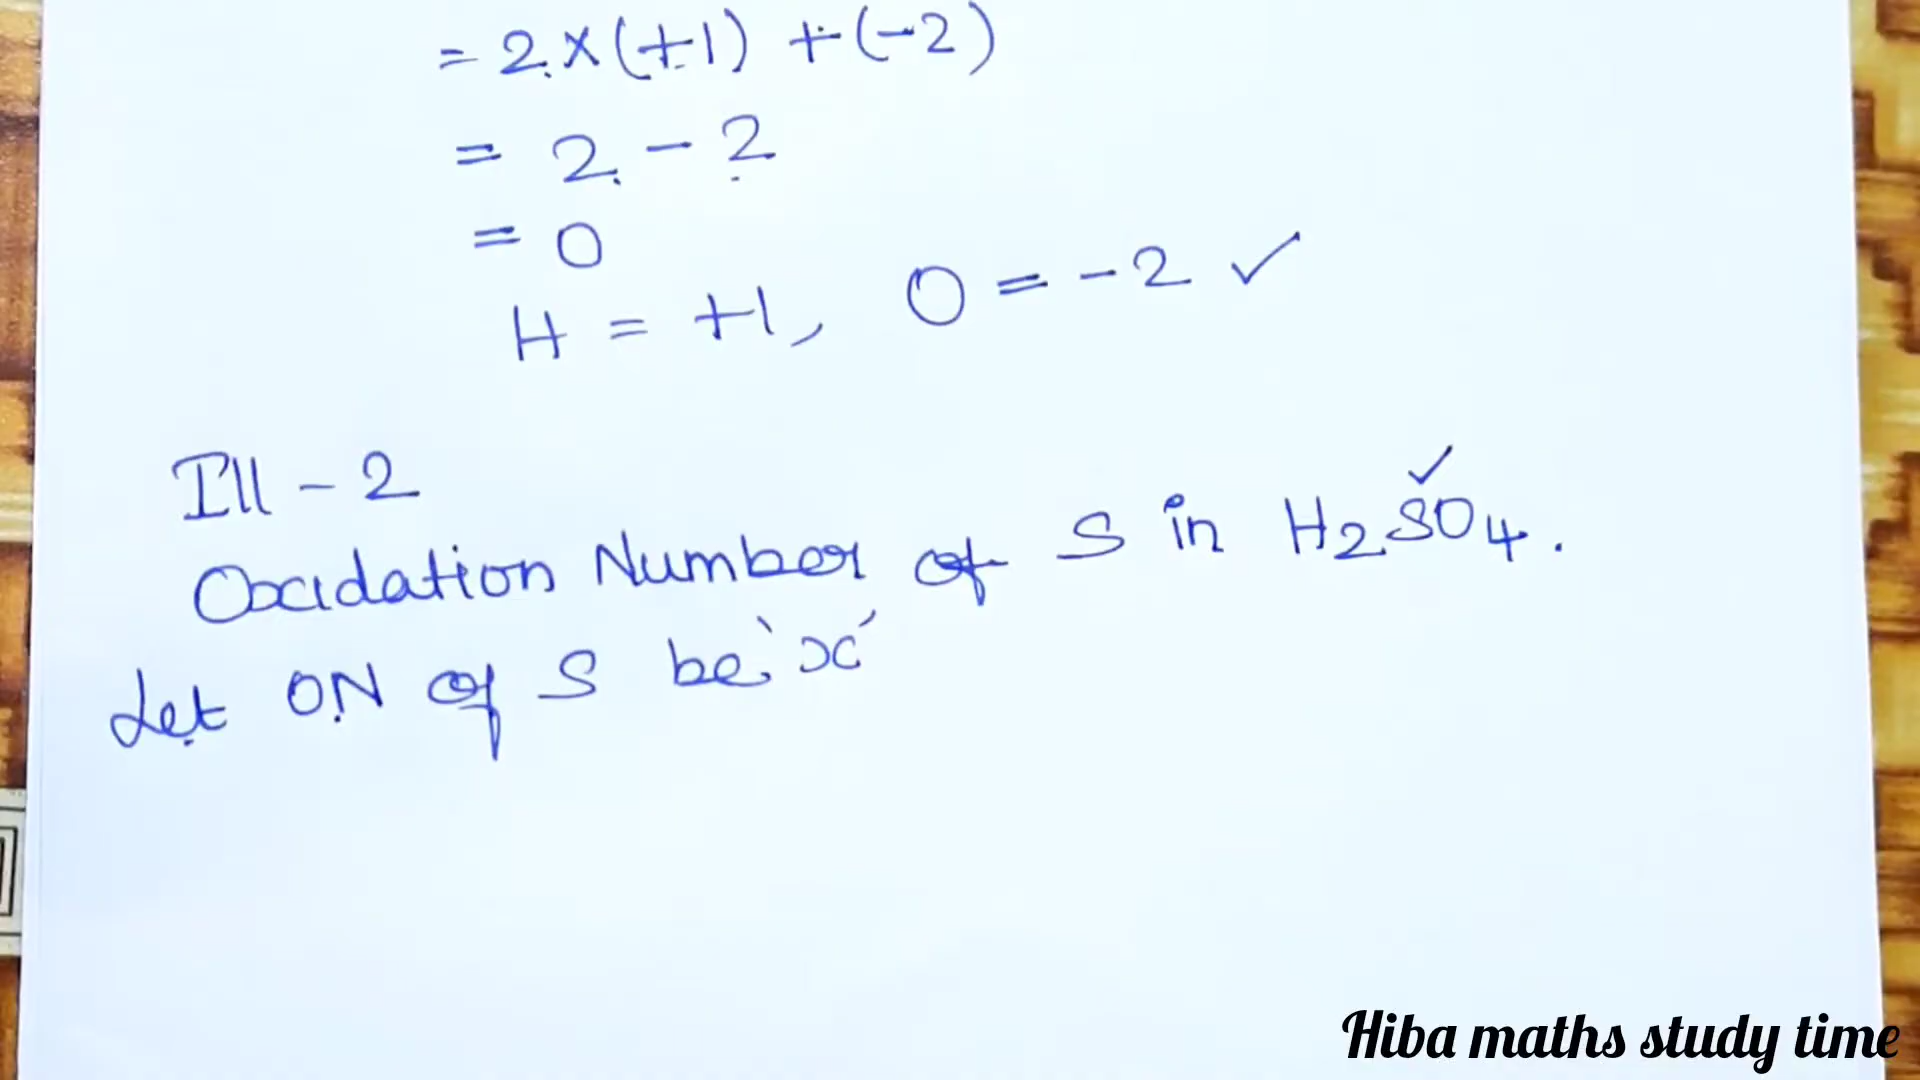 = 2 × (+1) + (-2)
= 2 - 2
= 0
H = +1, O = -2 ✓
Ill - 2
Oxidation Number of S in H₂SO₄.
Let ON of S be 'x'
Hiba maths study time